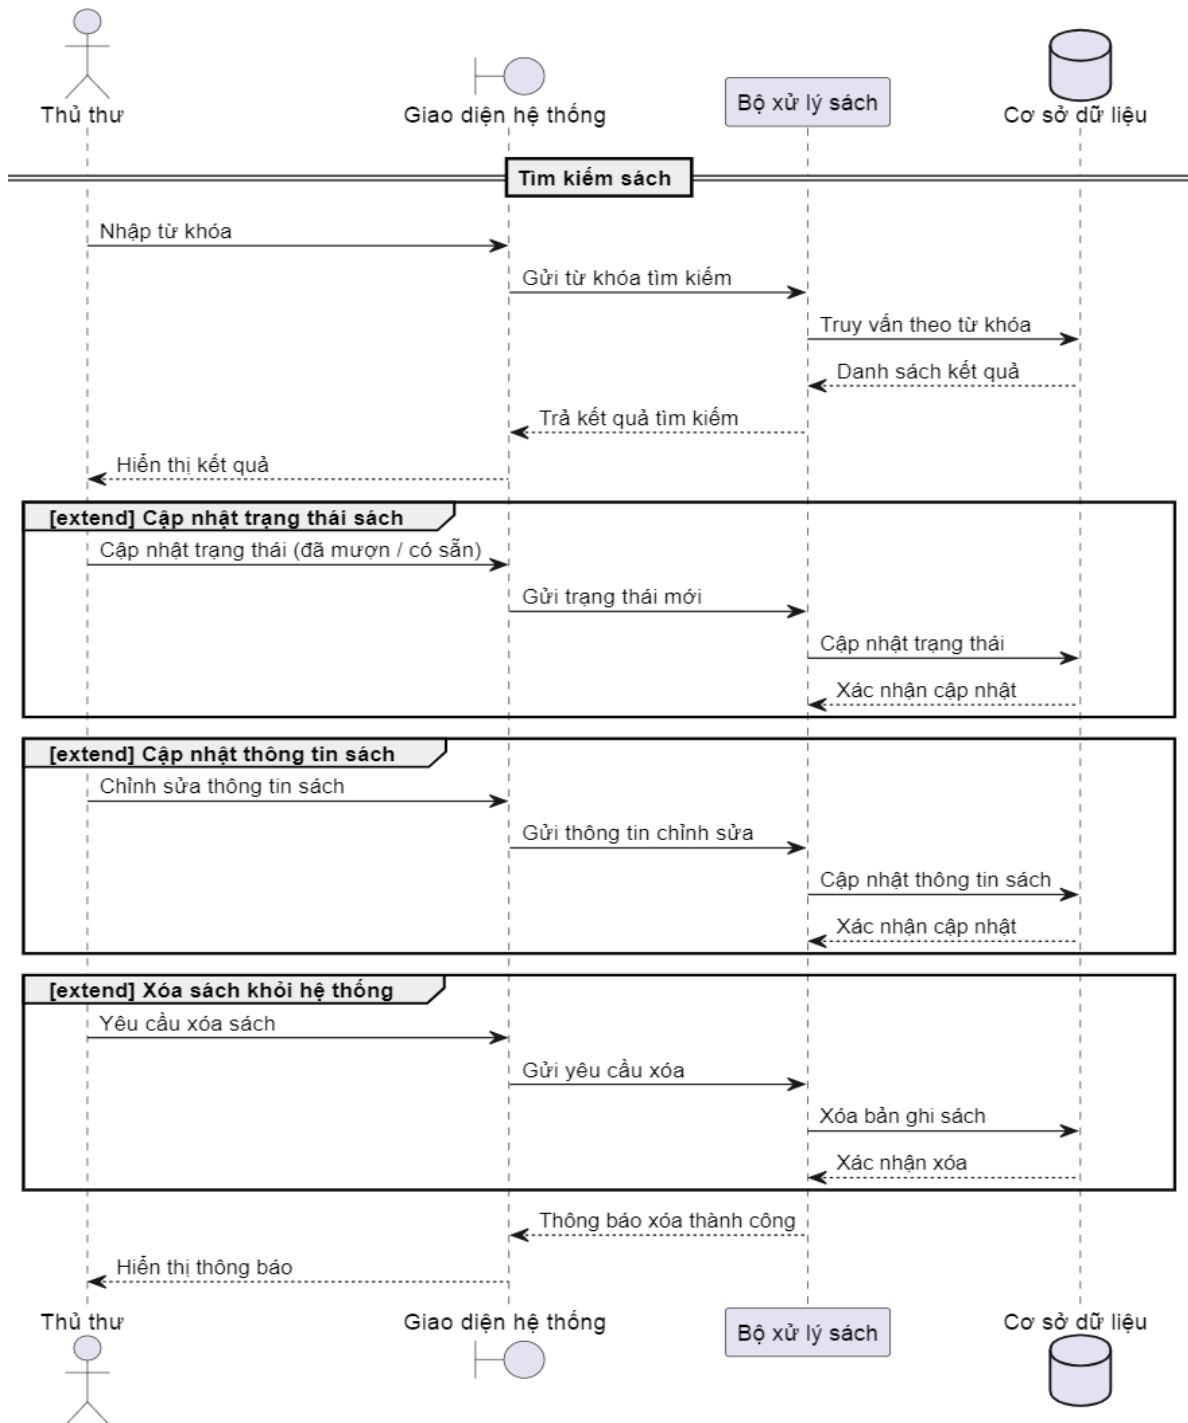 Thủ thư
Giao diện hệ thống
Bộ xử lý sách
Cơ sở dữ liệu
Tìm kiếm sách
Nhập từ khóa
Gửi từ khóa tìm kiếm
Truy vấn theo từ khóa
Danh sách kết quả
Trả kết quả tìm kiếm
Hiển thị kết quả
[extend] Cập nhật trạng thái sách
Cập nhật trạng thái (đã mượn / có sẵn)
Gửi trạng thái mới
Cập nhật trạng thái
Xác nhận cập nhật
[extend] Cập nhật thông tin sách
Chỉnh sửa thông tin sách
Gửi thông tin chỉnh sửa
Cập nhật thông tin sách
Xác nhận cập nhật
[extend] Xóa sách khỏi hệ thống
Yêu cầu xóa sách
Gửi yêu cầu xóa
Xóa bản ghi sách
Xác nhận xóa
Thông báo xóa thành công
Hiển thị thông báo
Thủ thư
Giao diện hệ thống
Bộ xử lý sách
Cơ sở dữ liệu